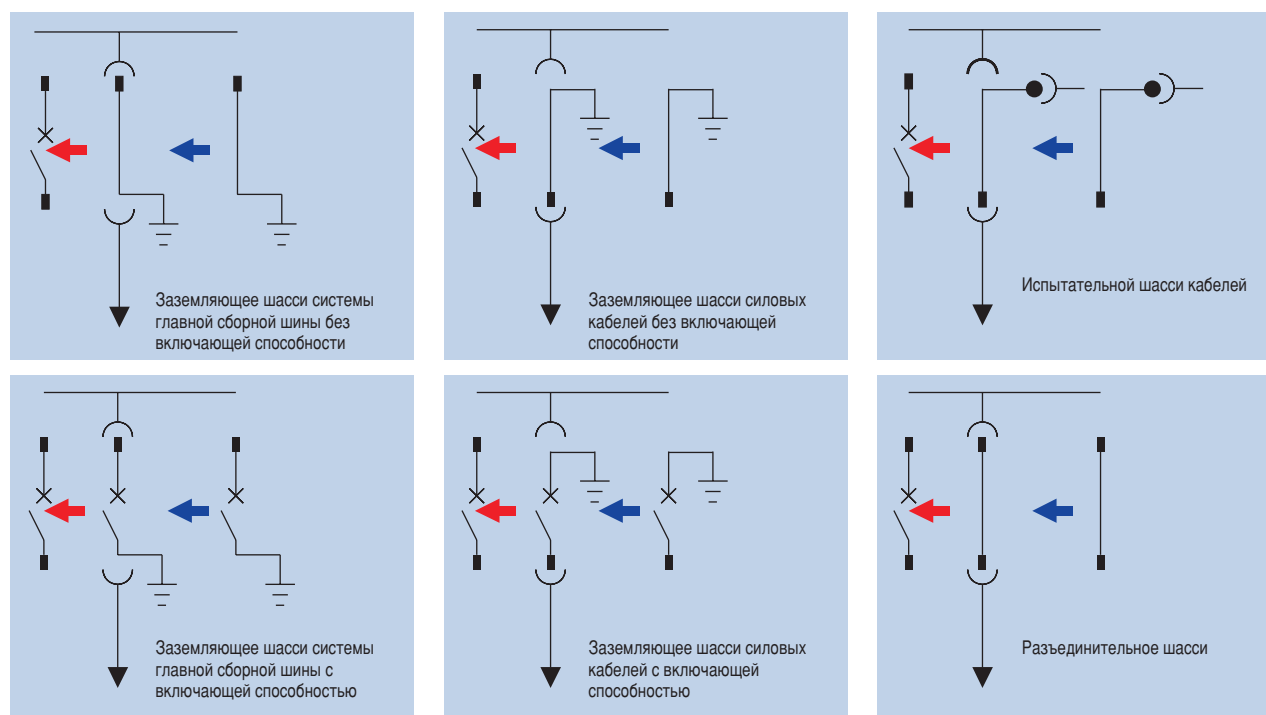 Заземляющее шасси системы
главной сборной шины без
включающей способности
Заземляющее шасси силовых
кабелей без включающей
способности
Испытательной шасси кабелей
Заземляющее шасси системы
главной сборной шины с
включающей способностью
Заземляющее шасси силовых
кабелей с включающей
способностью
Разъединительное шасси